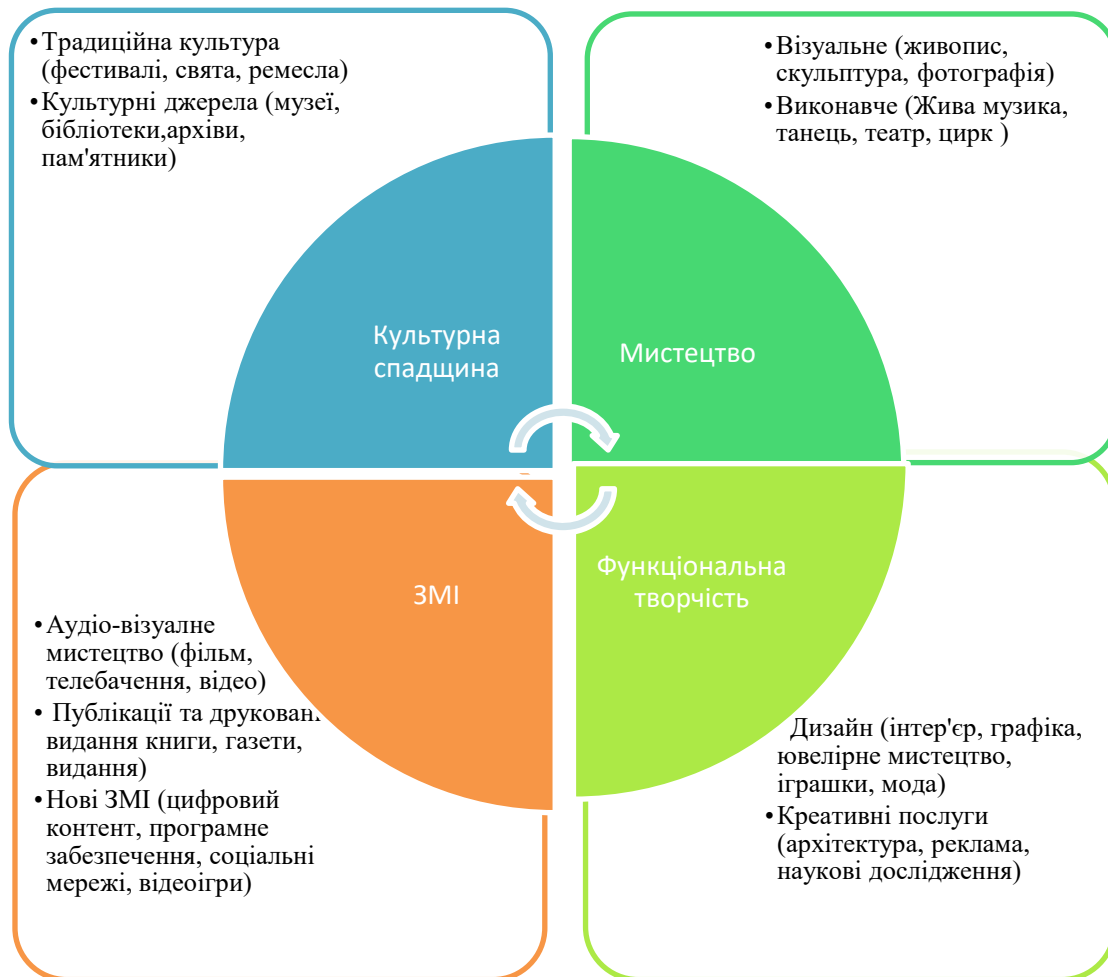 •Традиційна культура
(фестивалі, свята, ремесла)
•Культурні джерела (музеї,
бібліотеки,архіви,
пам'ятники)
•Візуальне (живопис,
скульптура, фотографія)
•Виконавче (Жива музика,
танець, театр, цирк )
Культурна
спадщина
Мистецтво
ЗМІ
Функціональна
творчість
•Аудіо-візуалне
мистецтво (фільм,
телебачення, відео)
• Публікації та друковані
видання книги, газети,
видання)
•Нові ЗМІ (цифровий
контент, програмне
забезпечення, соціальні
мережі, відеоігри)
Дизайн (інтер'єр, графіка,
ювелірне мистецтво,
іграшки, мода)
•Креативні послуги
(архітектура, реклама,
наукові дослідження)